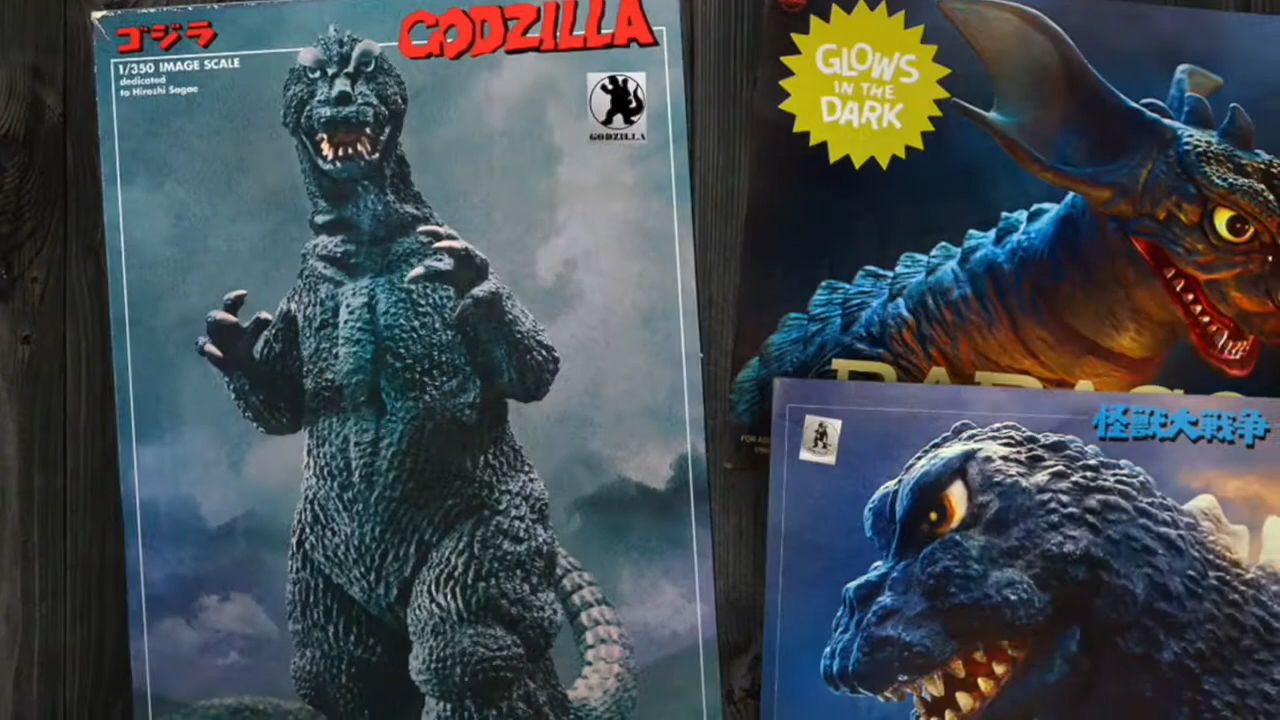 ゴジラ
GODZILLA
1/350 IMAGE SCALE
dedicated
to Hiroshi Sagae
GODZILLA
GLOWS
IN THE
DARK
怪獣大戦争